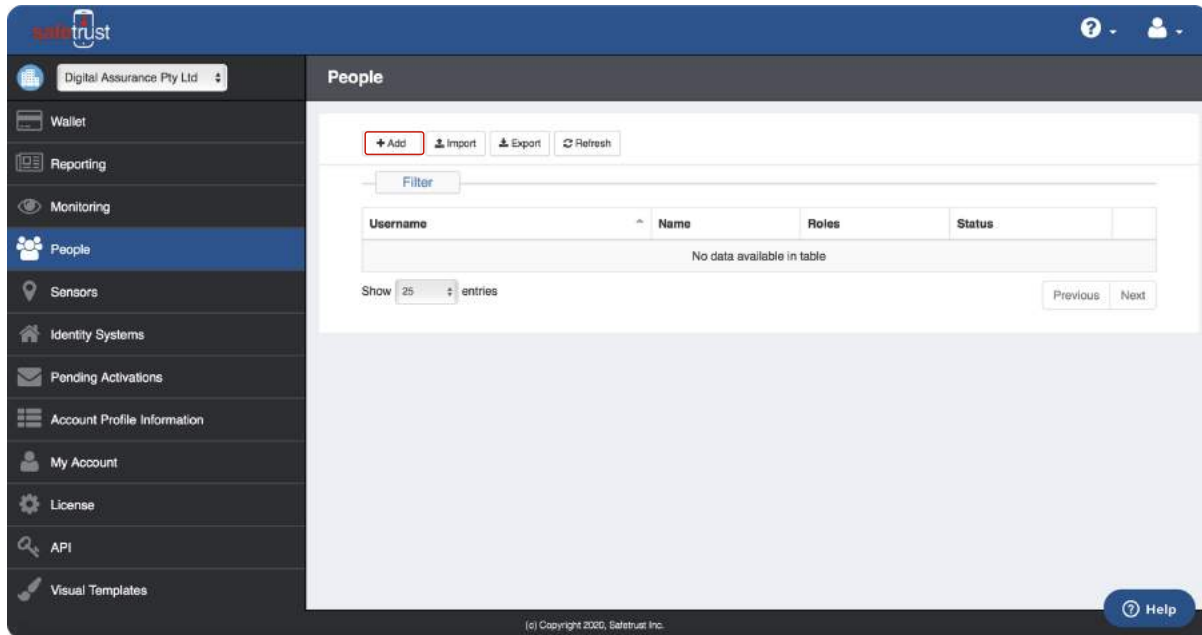 safetrust
Digital Assurance Pty Ltd
People
Wallet
Reporting
Monitoring
People
Sensors
Identity Systems
Pending Activations
Account Profile Information
My Account
License
API
Visual Templates
+ Add Import Export Refresh
Filter
Username Name Roles Status
No data available in table
Show 25 entries
Previous Next
? Help
(c) Copyright 2020, Safetrust Inc.